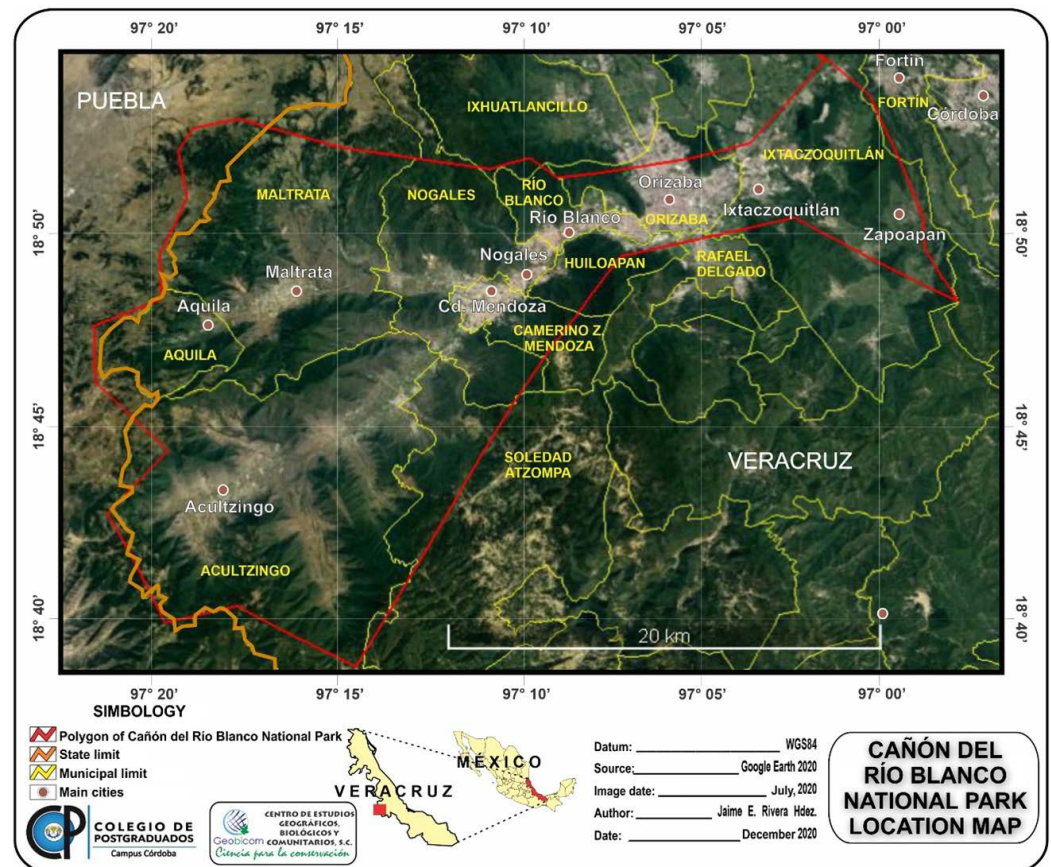 97° 20’ 97° 15’ 97° 10’ 97° 05’ 97° 00’
PUEBLA
Fortín
FORTÍN
Córdoba
IXHUATLANCILLO
IXTACZOQUITLÁN
MALTRATA
NOGALES
RÍO
BLANCO
Orizaba
Ixtaczoquitlán
ORIZABA
Río Blanco
Zapoapan
18° 50’
18° 50’
Nogales
HUILOAPAN
RAFAEL
DELGADO
Maltrata
Cd. Mendoza
Aquila
AQUILA
CAMERINO Z.
MENDOZA
18° 45’
18° 45’
SOLEDAD
ATZOMPA
VERACRUZ
Acultzingo
ACULTZINGO
18° 40’
18° 40’
20 km
97° 20’ 97° 15’ 97° 10’ 97° 05’ 97° 00’
SIMBOLOGY
Polygon of Cañón del Río Blanco National Park
State limit
Municipal limit
Main cities
CP
COLEGIO DE
POSTGRADUADOS
Campus Córdoba
Geobicom
CENTRO DE ESTUDIOS
GEOGRÁFICOS
BIOLÓGICOS Y
COMUNITARIOS, S.C.
Ciencia para la conservación
MÉXICO
VERACRUZ
Datum: WGS84
Source: Google Earth 2020
Image date: July, 2020
Author: Jaime E. Rivera Hdez.
Date: December 2020
CAÑÓN DEL
RÍO BLANCO
NATIONAL PARK
LOCATION MAP